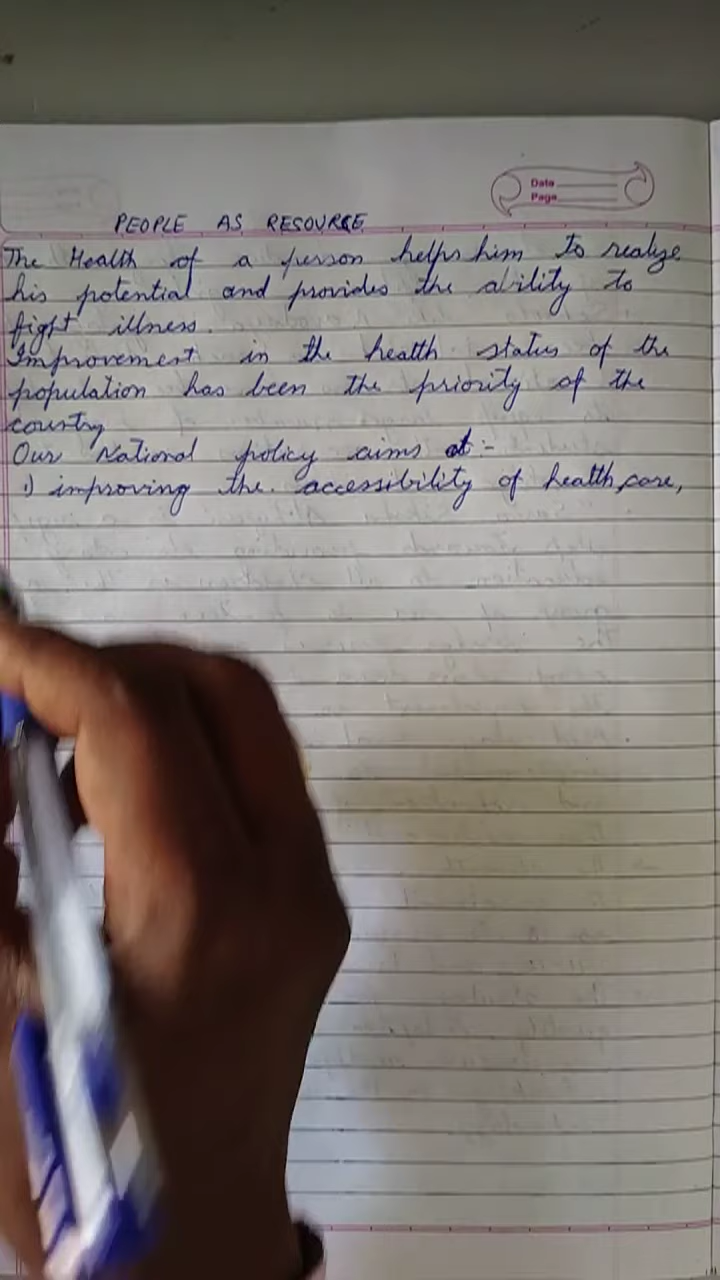 Date
Page
PEOPLE AS RESOURCE
The Health of a person helps him to realize
his potential and provides the ability to
fight illness.
Improvement in the health status of the
population has been the priority of the
country
Our National policy aims at :-
1) improving the accessibility of health care,